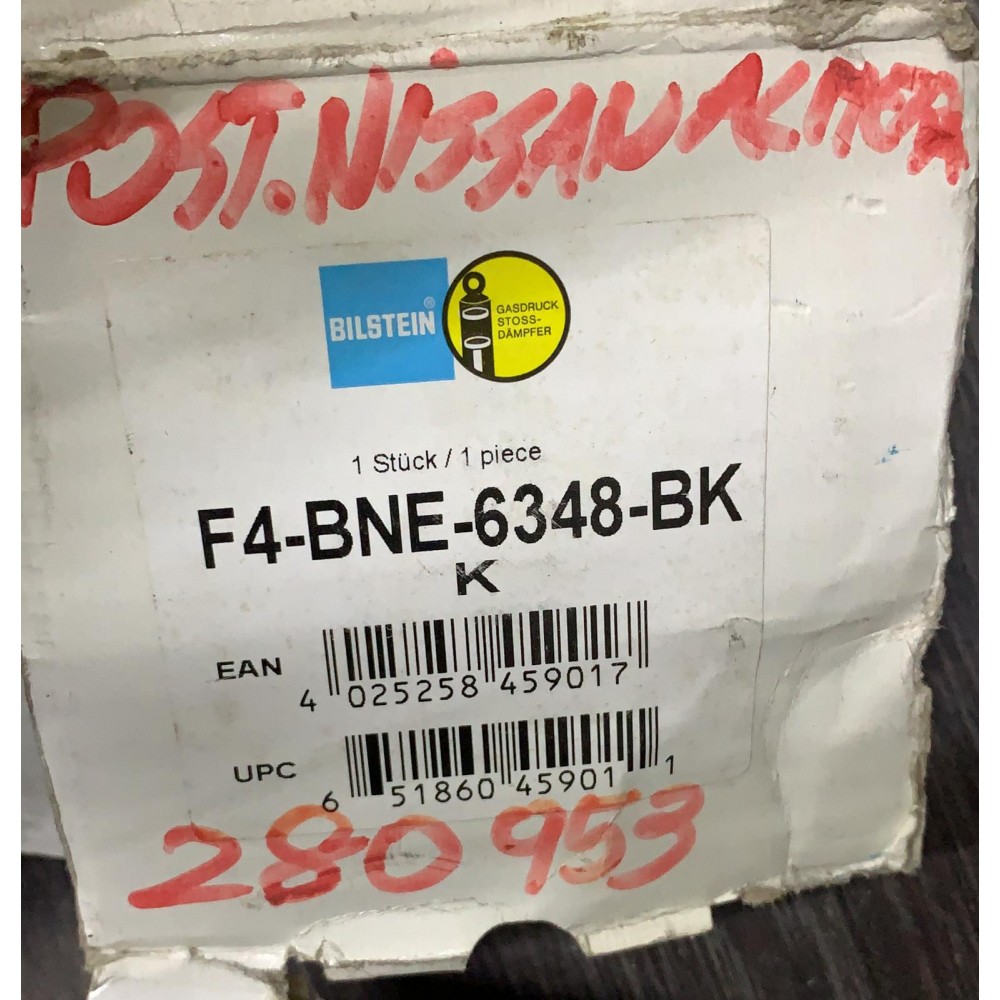 POST. NISSAN ALMERA
BILSTEIN®
GASDRUCK
STOSS-
DÄMPFER
1 Stück / 1 piece
F4-BNE-6348-BK
K
EAN
4 025258 459017
UPC
6 51860 45901 1
280953